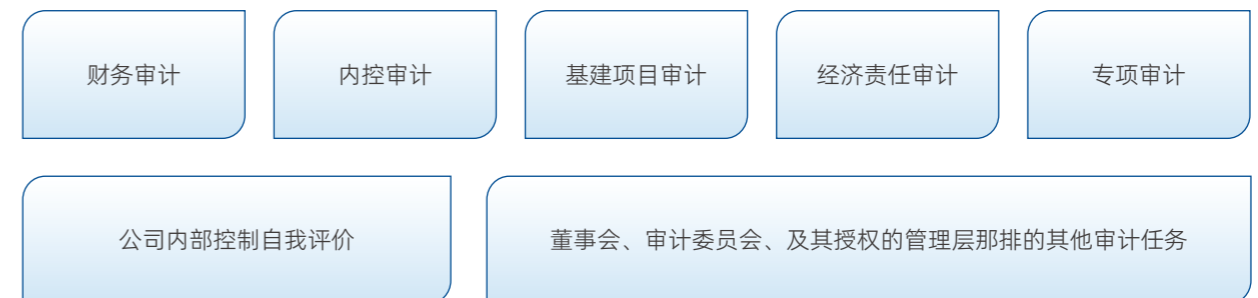 财务审计
内控审计
基建项目审计
经济责任审计
专项审计
公司内部控制自我评价
董事会、审计委员会、及其授权的管理层那排的其他审计任务